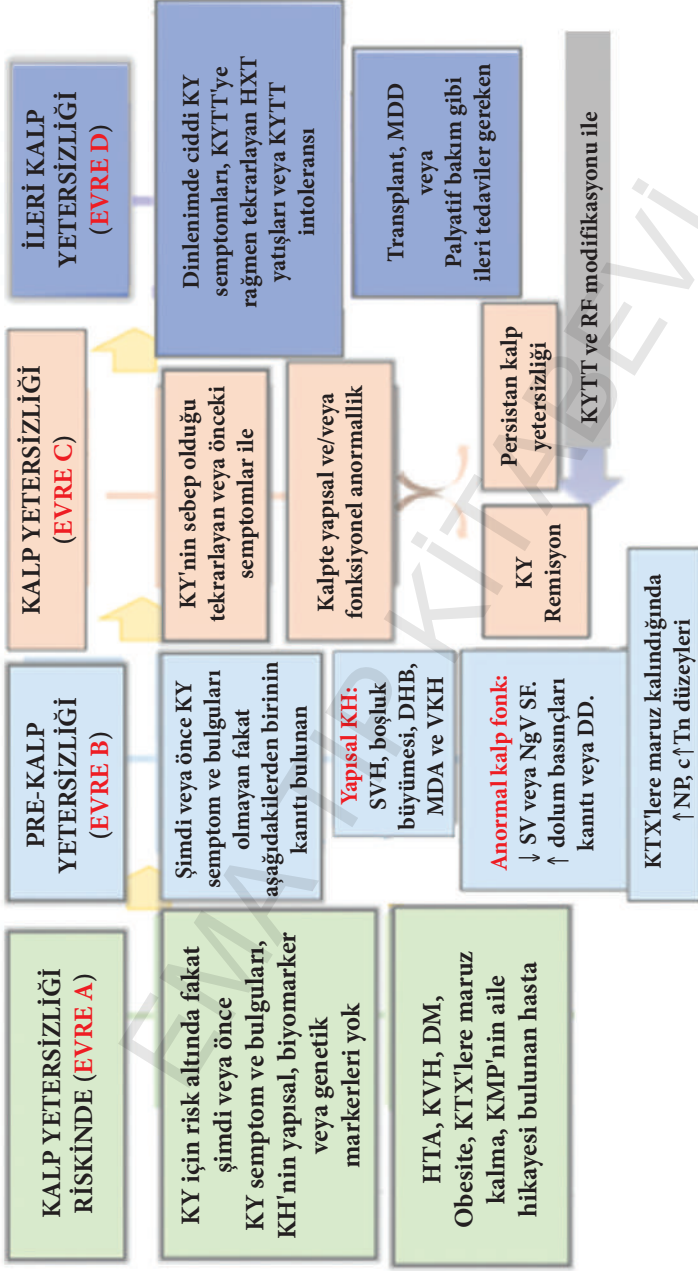 KALP YETERSİZLİĞİ
RİSKİNDE (EVRE A)
KY için risk altında fakat
şimdi veya önce
KY semptom ve bulguları,
KH'nin yapısal, biyomarker
veya genetik
markerleri yok
HTA, KVH, DM,
Obesite, KTX'lere maruz
kalma, KMP'nin aile
hikayesi bulunan hasta
PRE-KALP
YETERSİZLİĞİ
(EVRE B)
Şimdi veya önce KY
semptom ve bulguları
olmayan fakat
aşağıdakilerden birinin
kanıtı bulunan
Yapısal KH:
SVH, boşluk
büyümesi, DHB,
MDA ve VKH
Anormal kalp fonk:
↓ SV veya NgV SF.
↑ dolum basınçları
kanıtı veya DD.
KTX'lere maruz kalındığında
↑NP, c↑Tn düzeyleri
KALP YETERSİZLİĞİ
(EVRE C)
KY'nin sebep olduğu
tekrarlayan veya önceki
semptomlar ile
Kalpte yapısal ve/veya
fonksiyonel anormallik
KY
Remisyon
Persistan kalp
yetersizliği
KYTT ve RF modifikasyonu ile
İLERİ KALP
YETERSİZLİĞİ
(EVRE D)
Dinlenimde ciddi KY
semptomları, KYTT'ye
rağmen tekrarlayan HXT
yatışları veya KYTT
intoleransı
Transplant, MDD
veya
Palyatif bakım gibi
ileri tedaviler gereken
EMA TIP KİTABEVİ